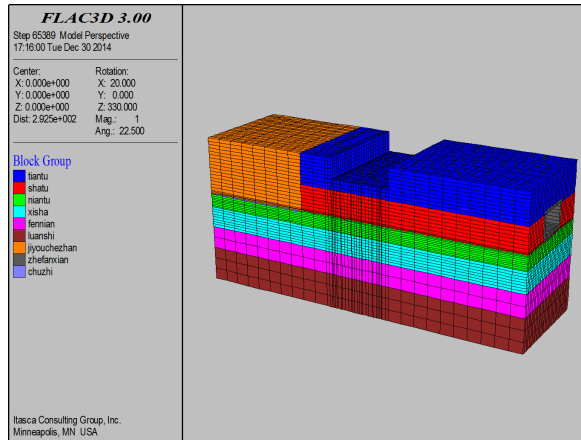 FLAC3D 3.00
Step 65389 Model Perspective
17:16:00 Tue Dec 30 2014
Center: Rotation:
X: 0.000e+000 X: 20.000
Y: 0.000e+000 Y: 0.000
Z: 0.000e+000 Z: 330.000
Dist: 2.925e+002 Mag.: 1
Ang.: 22.500
Block Group
tiantu
shatu
niantu
xisha
fennian
luanshi
jiyouchezhan
zhefanxian
chuzhi
Itasca Consulting Group, Inc.
Minneapolis, MN USA